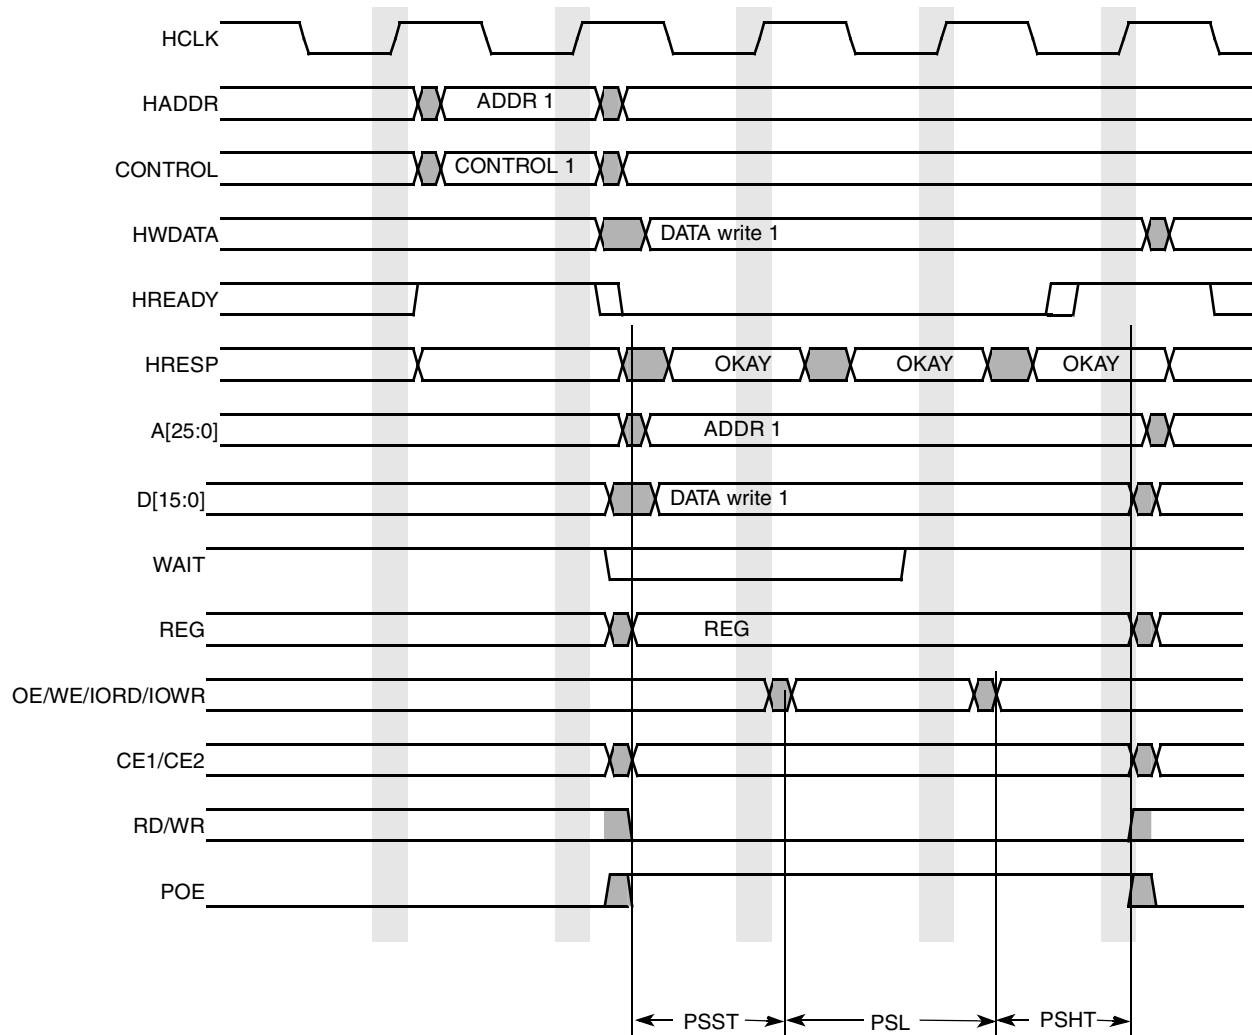 HCLK
HADDR ADDR 1
CONTROL CONTROL 1
HWDATA DATA write 1
HREADY
HRESP OKAY OKAY OKAY
A[25:0] ADDR 1
D[15:0] DATA write 1
WAIT
REG REG
OE/WE/IORD/IOWR
CE1/CE2
RD/WR
POE
PSST PSL PSHT